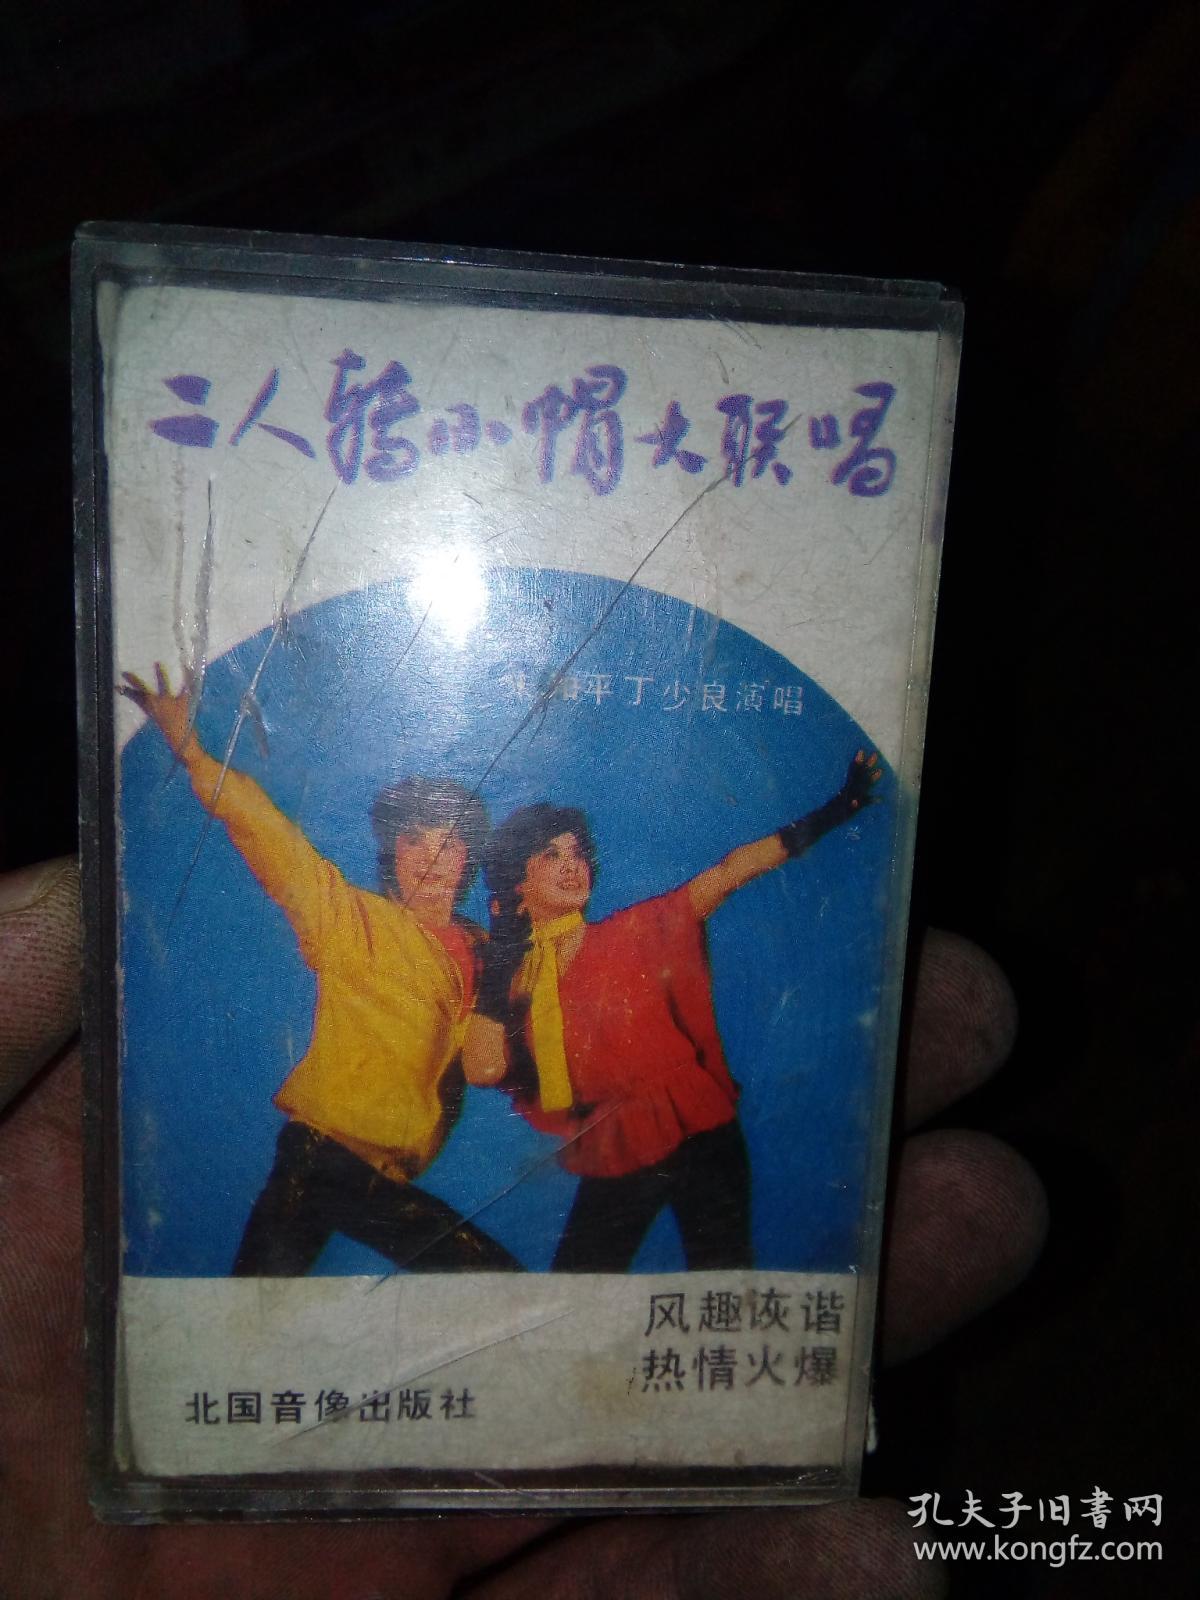 二人转小帽大联唱
平丁少良演唱
风趣诙谐
热情火爆
北国音像出版社
孔夫子旧书网
www.kongfz.com